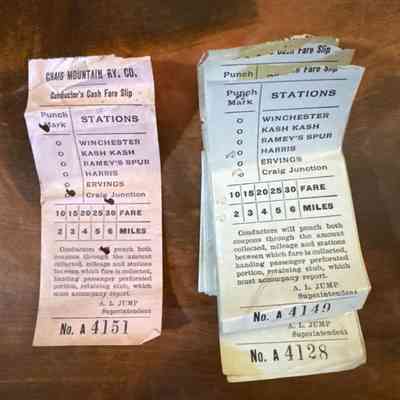 CRAIG MOUNTAIN RY. CO.
Conductor's Cash Fare Slip
Punch Mark
STATIONS
O WINCHESTER
O KASH KASH
O RAMEY'S SPUR
O HARRIS
O ERVINGS
O Craig Junction
10 15 20 25 30 FARE
2 3 4 5 6 MILES
Conductors will punch both
coupons through the amount
collected, mileage and stations
between which fare is collected,
handing passenger perforated
portion, retaining stub, which
must accompany report.
A. L. JUMP
Superintendent
No. A 4151
Cash Fare Slip
Punch STATIONS
Punch Mark
STATIONS
O WINCHESTER
O KASH KASH
O RAMEY'S SPUR
O HARRIS
O ERVINGS
O Craig Junction
10 15 20 25 30 FARE
2 3 4 5 6 MILES
Conductors will punch both
coupons through the amount
collected, mileage and stations
between which fare is collected,
handing passenger perforated
portion, retaining stub, which
must accompany report.
A. L. JUMP
Superintendent
No. A 4149
A. L. JUMP
Superintendent
No. A 4128